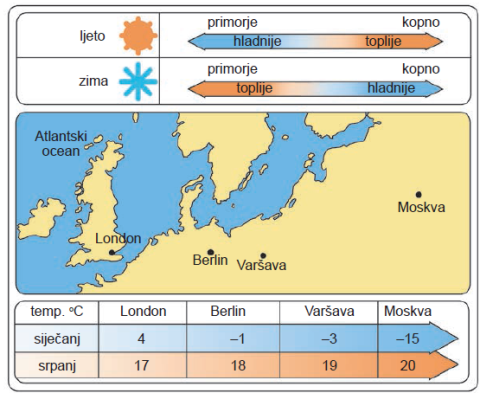 ljeto
primorje kopno
hladnije toplije
zima
primorje kopno
toplije hladnije
Atlantski
ocean
Moskva
London
Berlin
Varšava
temp. °C London Berlin Varšava Moskva
siječanj 4 –1 –3 –15
srpanj 17 18 19 20